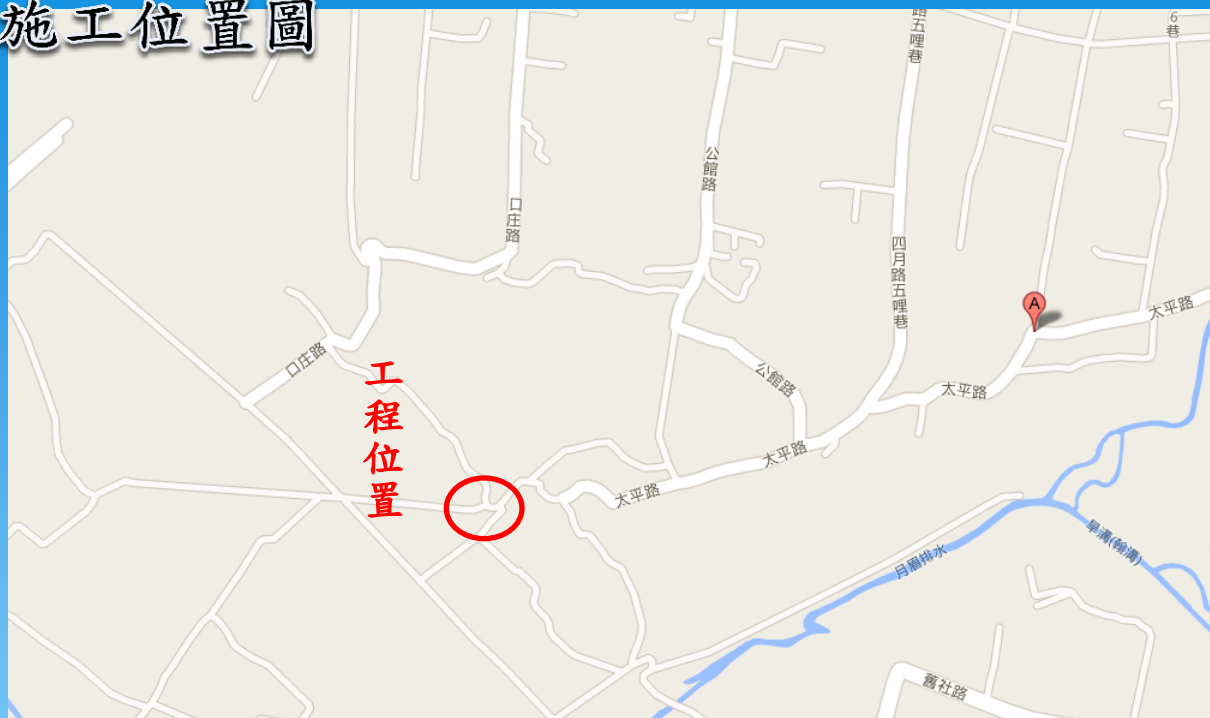 施工位置圖
路五哩巷
6巷
公館路
口庄路
四月路五哩巷
太平路
口庄路
工程位置
公館路
太平路
太平路
太平路
A
月眉排水
旱溝(翰溝)
舊社路